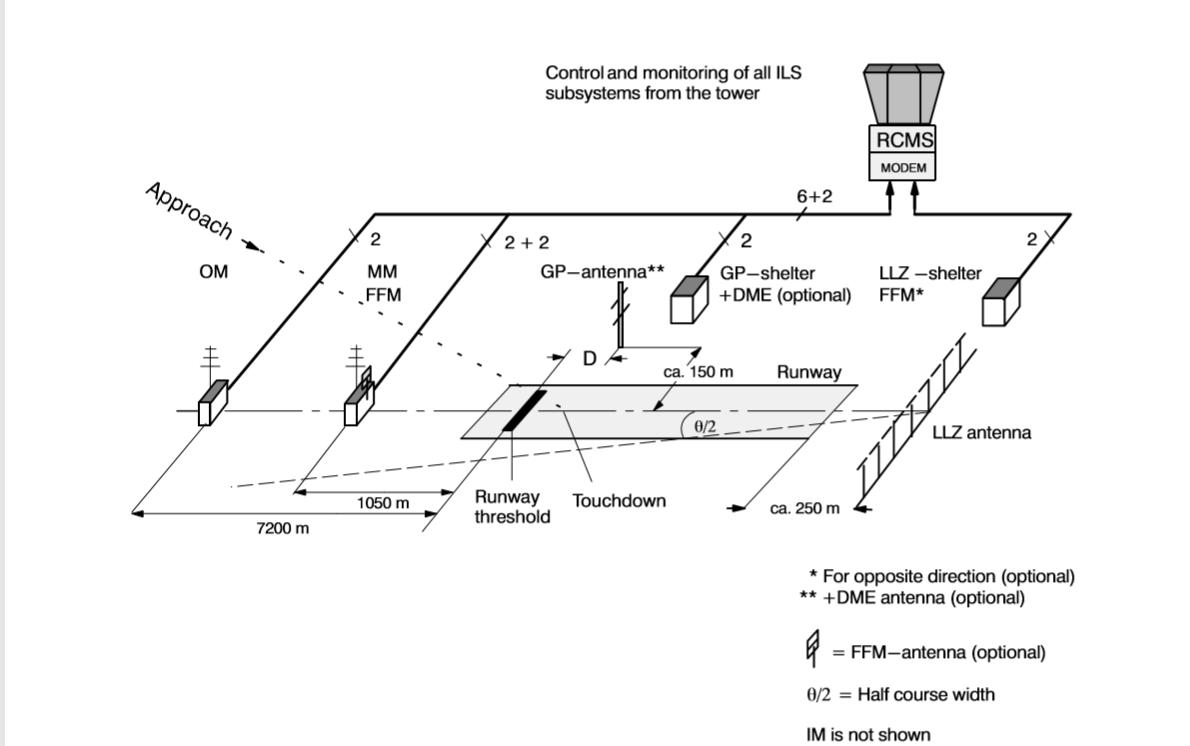 Control and monitoring of all ILS
subsystems from the tower
RCMS
MODEM
Approach
6+2
2
2 + 2
2
2
OM
MM
FFM
GP–antenna**
GP–shelter
+DME (optional)
LLZ –shelter
FFM*
D
ca. 150 m
Runway
θ/2
LLZ antenna
1050 m
7200 m
Runway
threshold
Touchdown
ca. 250 m
* For opposite direction (optional)
** +DME antenna (optional)
= FFM–antenna (optional)
θ/2 = Half course width
IM is not shown